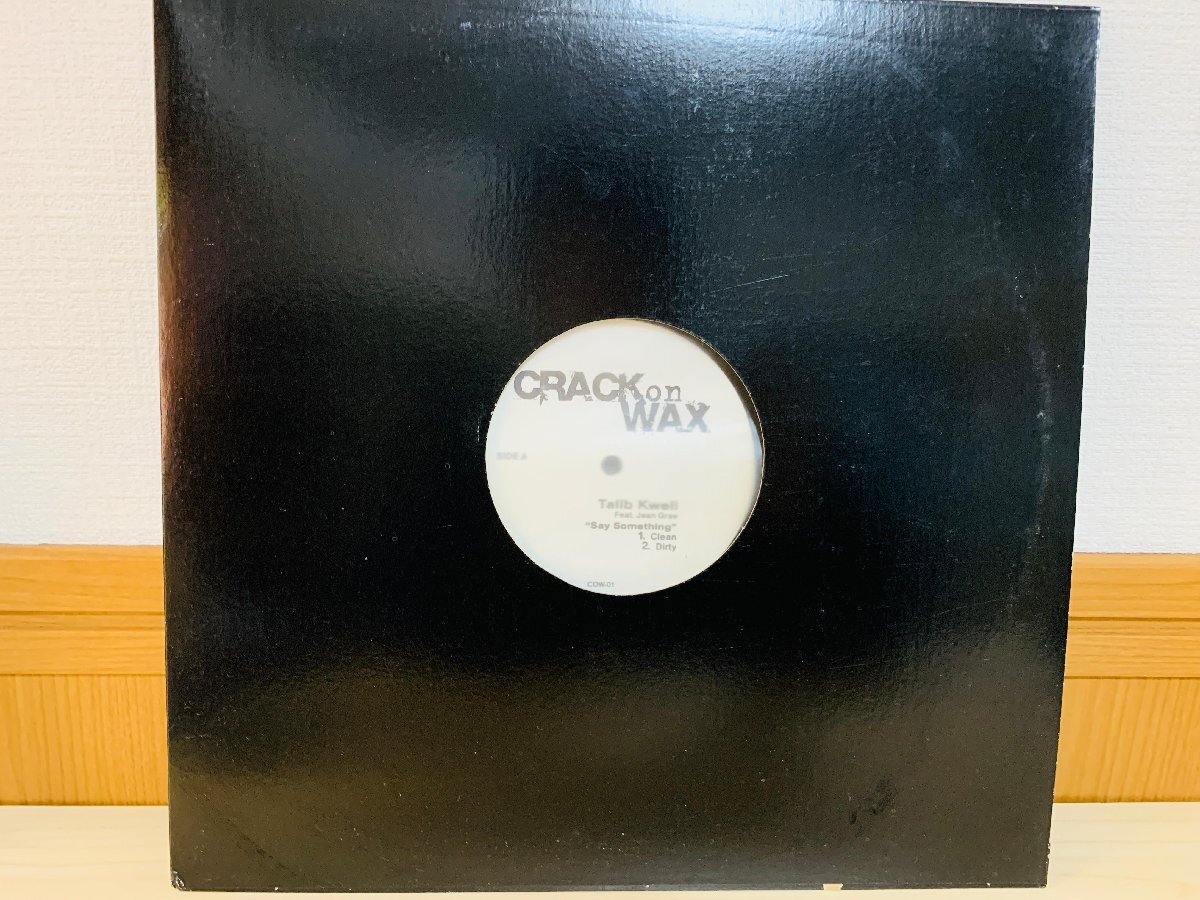 CRACK on
WAX
SIDE A
Talib Kweli
Feat. Jean Grae
"Say Something"
1. Clean
2. Dirty
COW-01